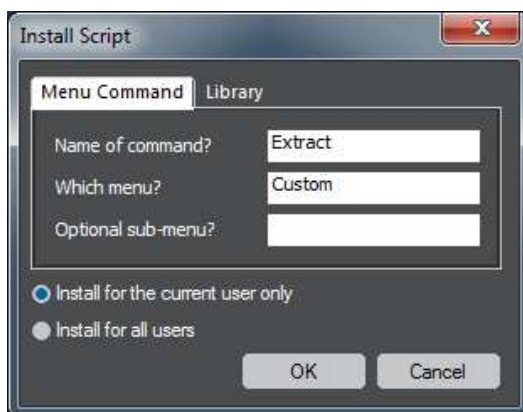 Install Script
Menu Command Library
Name of command? Extract
Which menu? Custom
Optional sub-menu?
Install for the current user only
Install for all users
OK Cancel